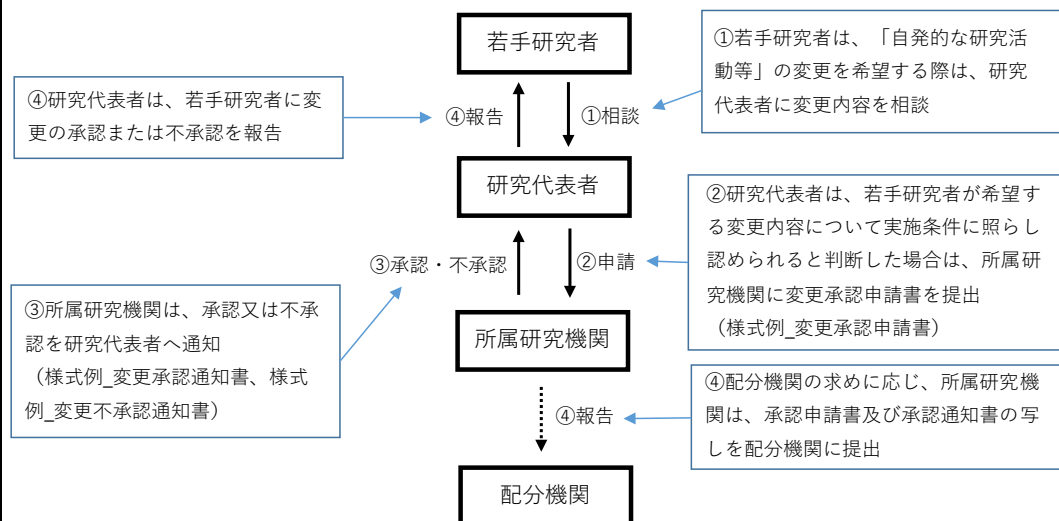 若手研究者
①若手研究者は、「自発的な研究活
動等」の変更を希望する際は、研究
代表者に変更内容を相談
④研究代表者は、若手研究者に変
更の承認または不承認を報告
④報告
①相談
研究代表者
②研究代表者は、若手研究者が希望す
る変更内容について実施条件に照らし
認められると判断した場合は、所属研
究機関に変更承認申請書を提出
（様式例_変更承認申請書）
③承認・不承認
②申請
③所属研究機関は、承認又は不承
認を研究代表者へ通知
（様式例_変更承認通知書、様式
例_変更不承認通知書）
所属研究機関
④配分機関の求めに応じ、所属研究機
関は、承認申請書及び承認通知書の写
しを配分機関に提出
④報告
配分機関